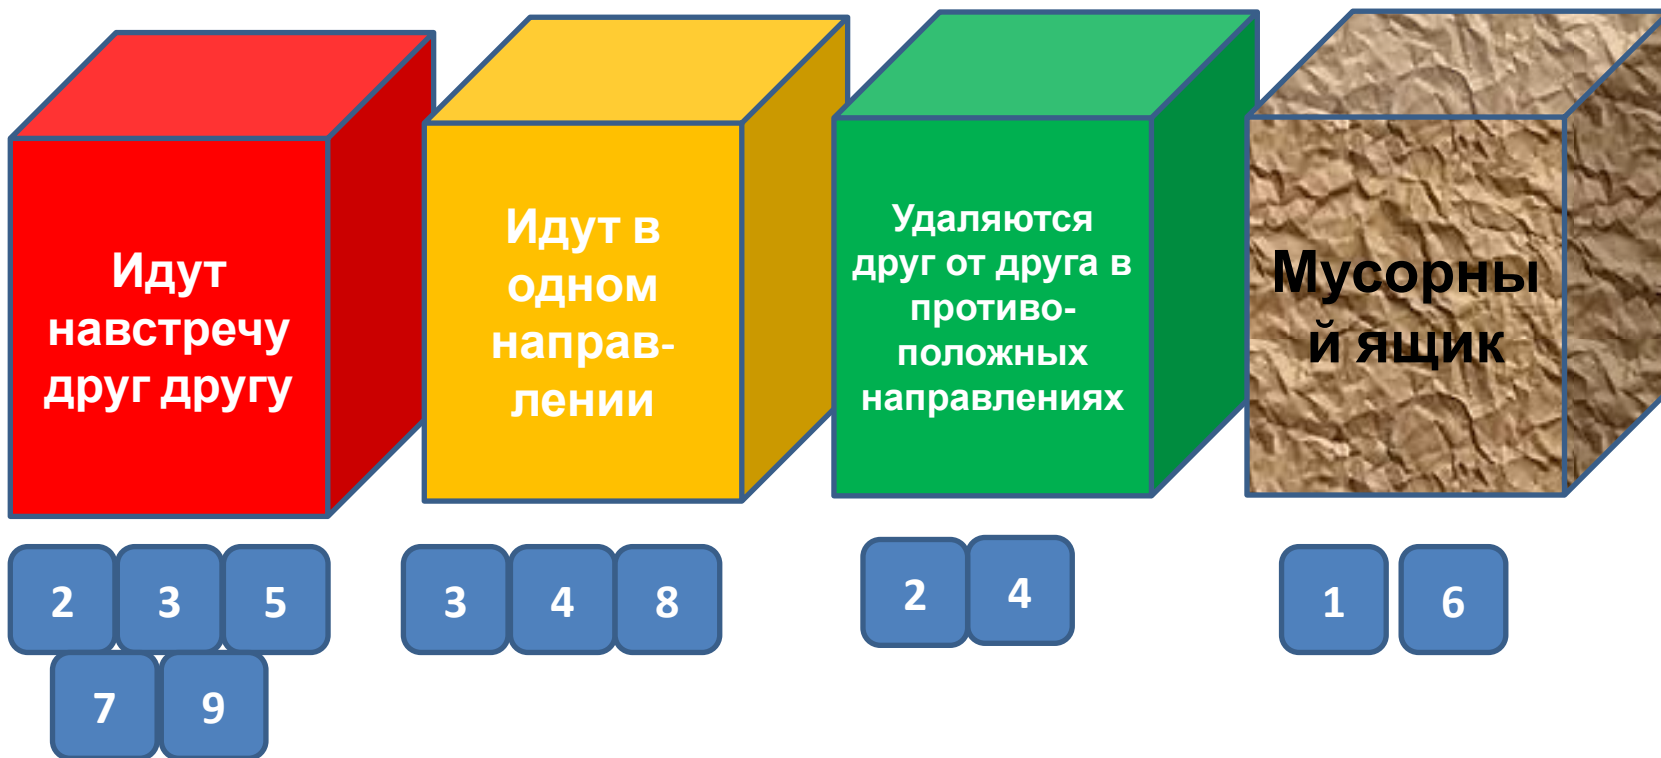 Идут
навстречу
друг другу
Идут в
одном
направ-
лении
Удаляются
друг от друга в
противо-
положных
направлениях
Мусорны
й ящик
2 3 5
7 9
3 4 8
2 4
1 6